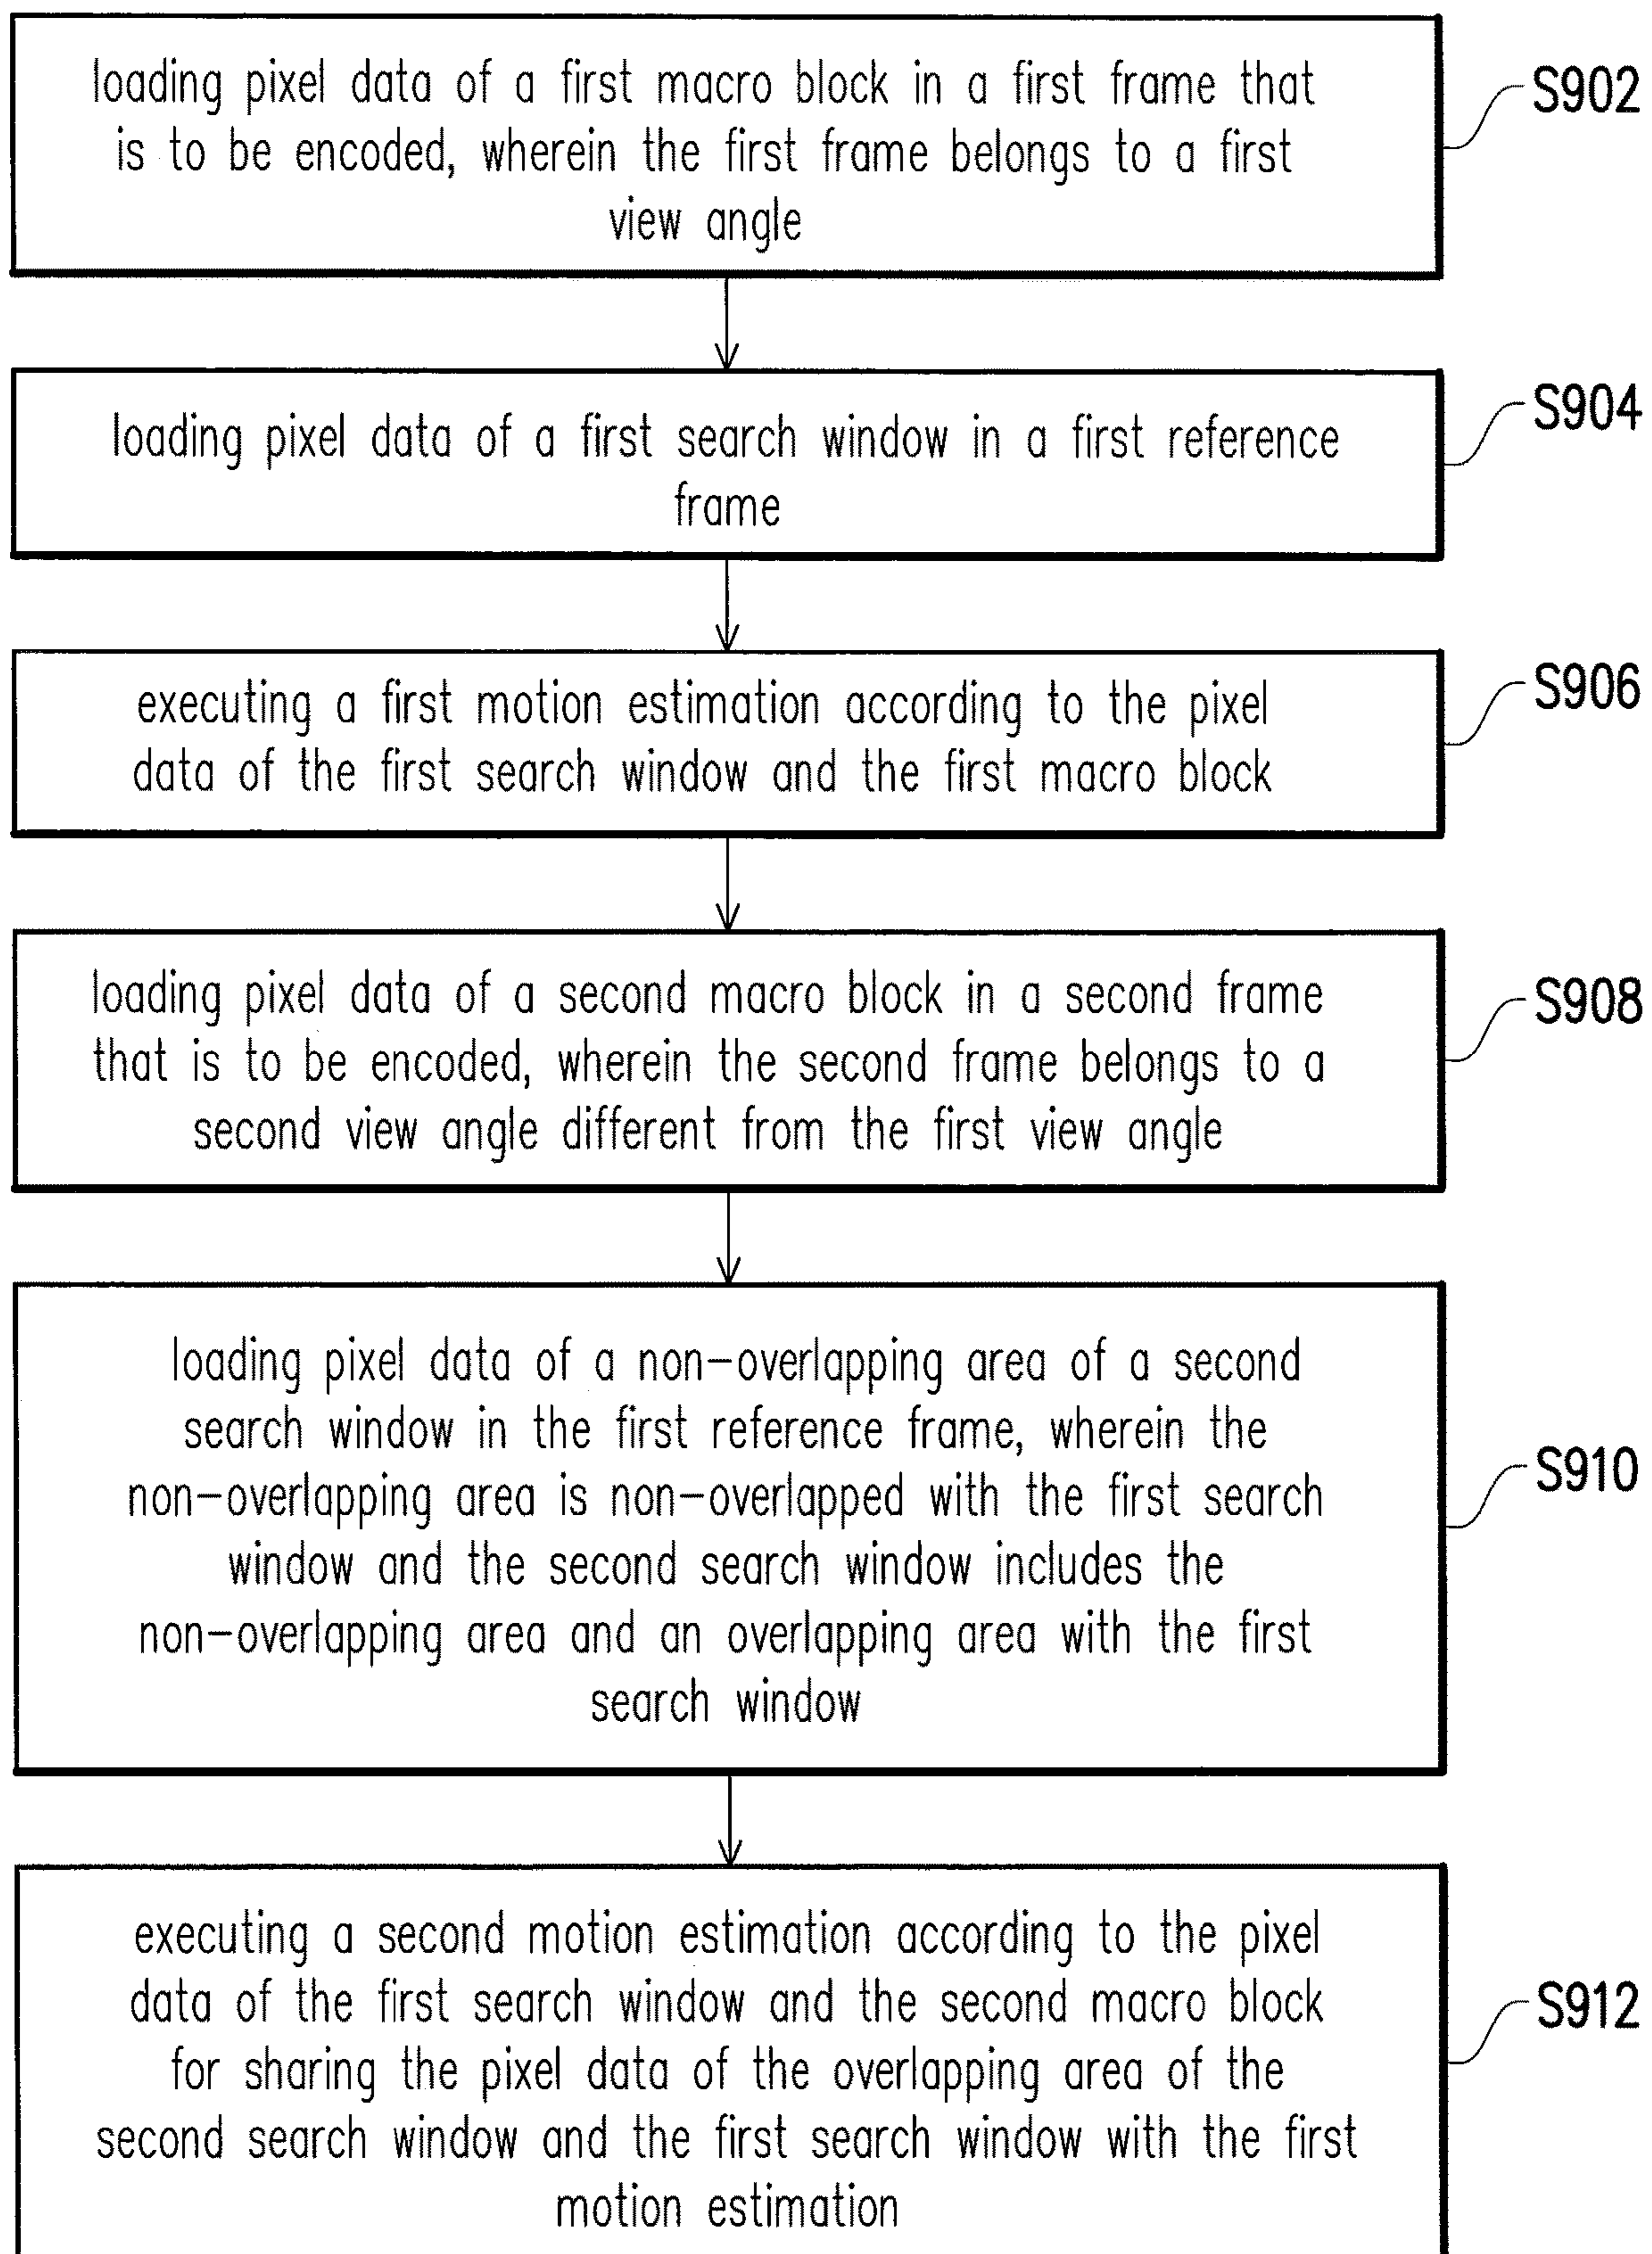 loading pixel data of a first macro block in a first frame that
is to be encoded, wherein the first frame belongs to a first
view angle
S902
loading pixel data of a first search window in a first reference
frame
S904
executing a first motion estimation according to the pixel
data of the first search window and the first macro block
S906
loading pixel data of a second macro block in a second frame
that is to be encoded, wherein the second frame belongs to a
second view angle different from the first view angle
S908
loading pixel data of a non-overlapping area of a second
search window in the first reference frame, wherein the
non-overlapping area is non-overlapped with the first search
window and the second search window includes the
non-overlapping area and an overlapping area with the first
search window
S910
executing a second motion estimation according to the pixel
data of the first search window and the second macro block
for sharing the pixel data of the overlapping area of the
second search window and the first search window with the first
motion estimation
S912